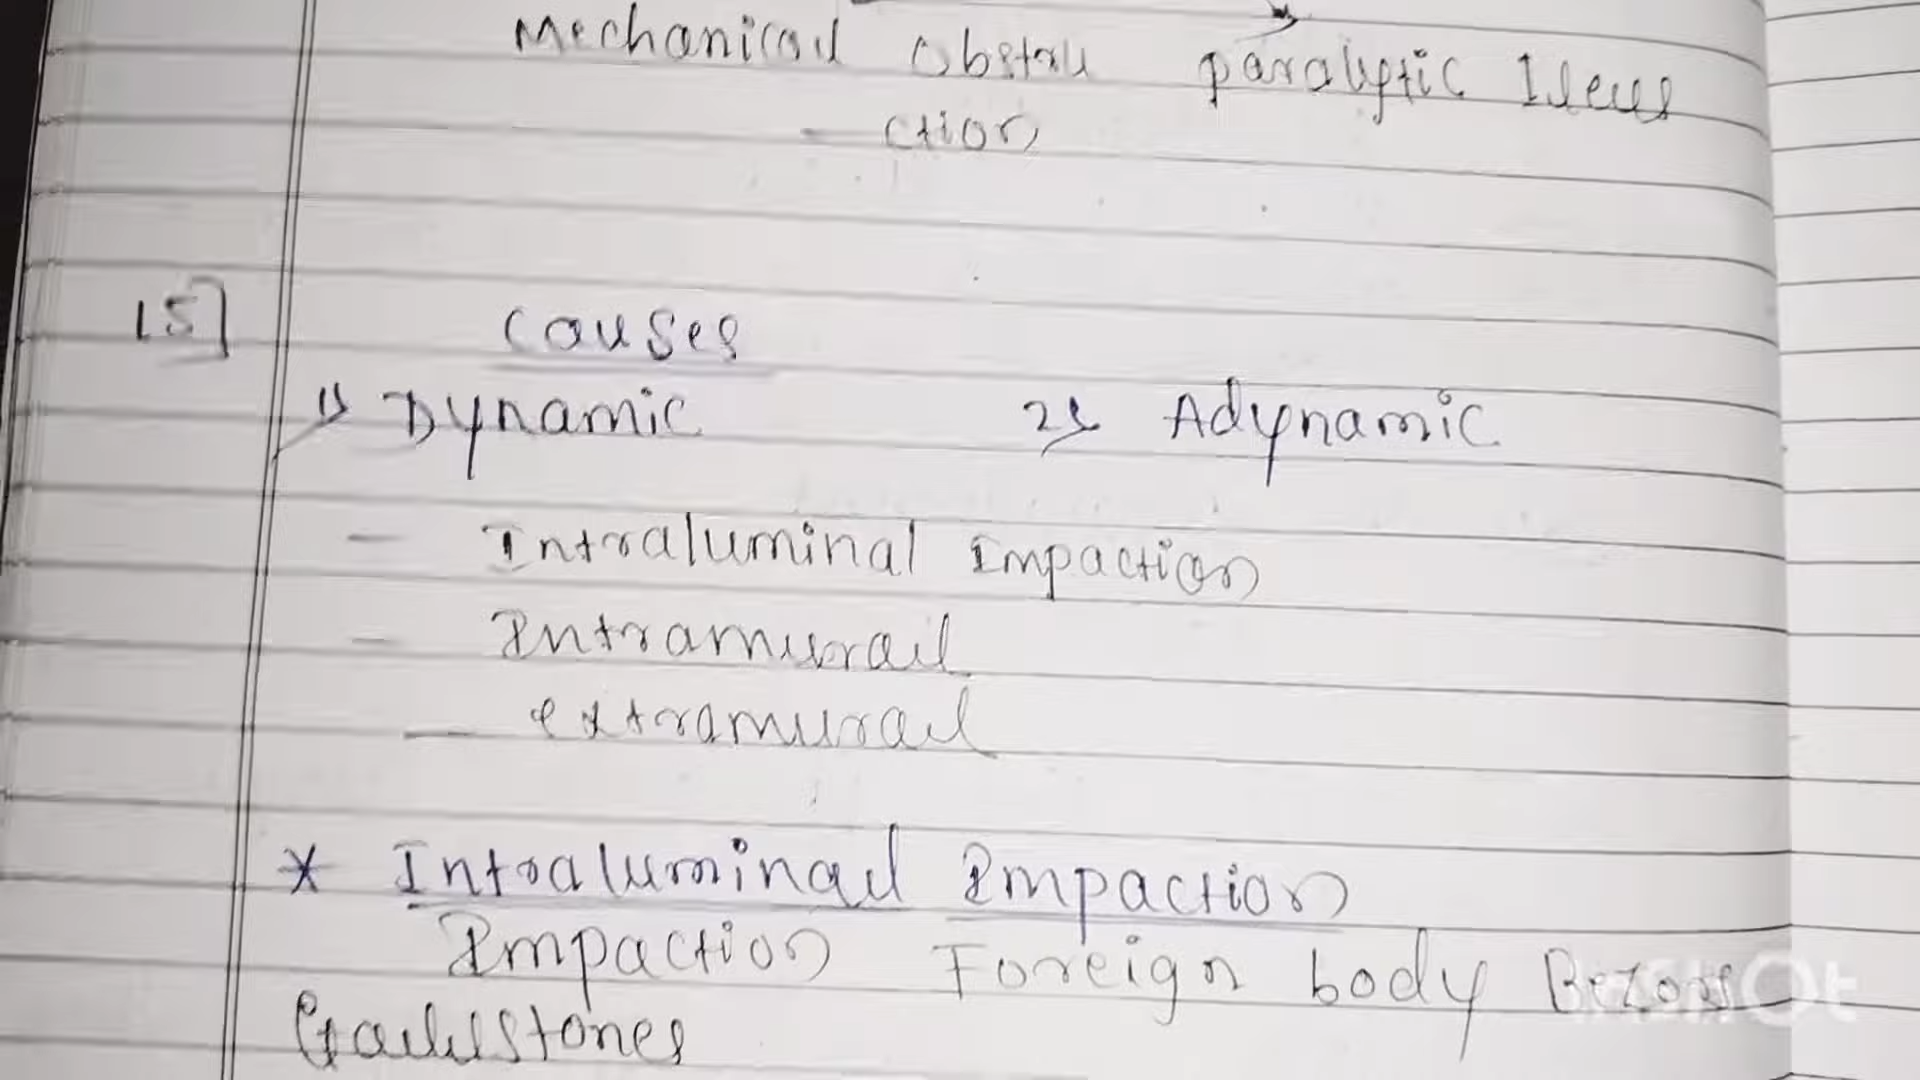 Mechanical Obstru paralytic Ileus
- ction
15] Causes
1) Dynamic 2) Adynamic
- Intraluminal Impaction
- Intramural
- extramural
* Intraluminal Impaction
Impaction Foreign body Bezoars
Gallstones